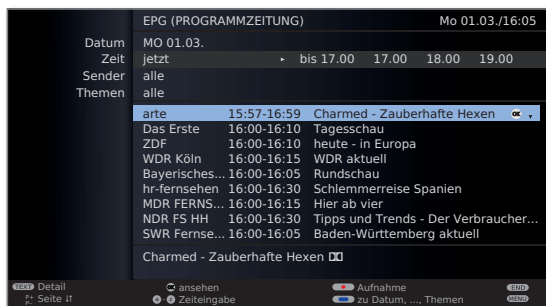 EPG (PROGRAMMZEITUNG) Mo 01.03./16:05
Datum MO 01.03.
Zeit jetzt ▸ bis 17.00 17.00 18.00 19.00
Sender alle
Themen alle
arte 15:57-16:59 Charmed - Zauberhafte Hexen OK
Das Erste 16:00-16:10 Tagesschau
ZDF 16:00-16:10 heute - in Europa
WDR Köln 16:00-16:15 WDR aktuell
Bayerisches... 16:00-16:05 Rundschau
hr-fernsehen 16:00-16:30 Schlemmerreise Spanien
MDR FERNS... 16:00-16:15 Hier ab vier
NDR FS HH 16:00-16:30 Tipps und Trends - Der Verbraucher...
SWR Fernse... 16:00-16:05 Baden-Württemberg aktuell
Charmed - Zauberhafte Hexen
TEXT Detail OK ansehen Aufnahme END
P+ P- Seite ↓↑ 0-9 Zeiteingabe zu Datum, ..., Themen MENU